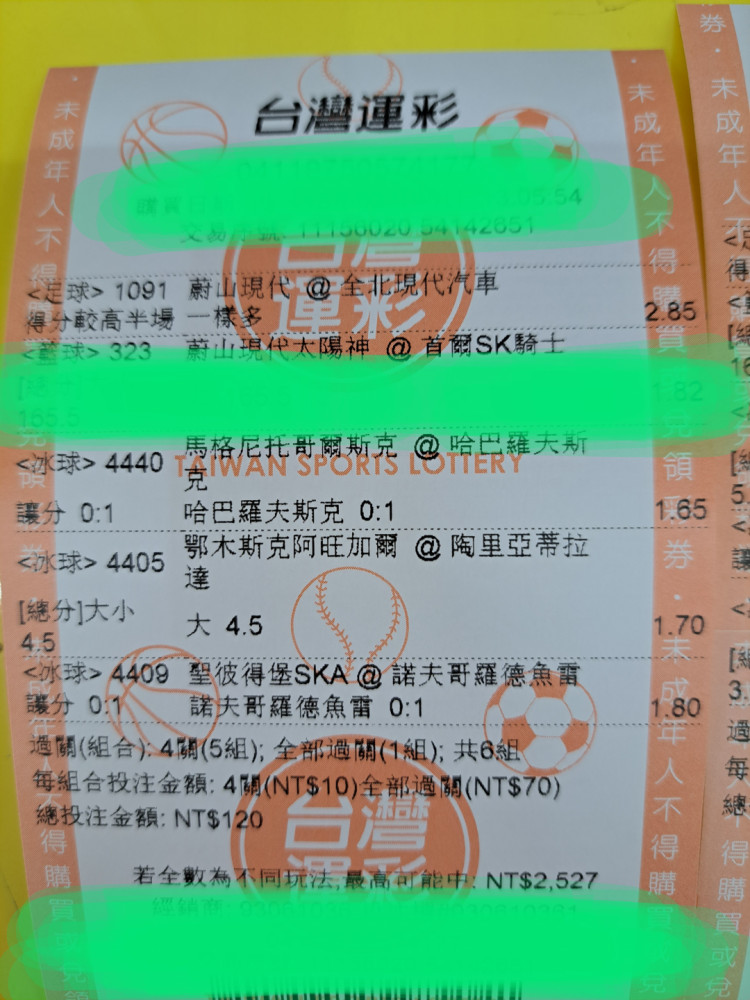 台灣運彩
交易序號: 11156020 54142651
<足球> 1091 蔚山現代 @ 全北現代汽車
得分較高半場 一樣多 2.85
<籃球> 323 蔚山現代太陽神 @ 首爾SK騎士
[總分] 1.82
165.5
<冰球> 4440 馬格尼托哥爾斯克 @ 哈巴羅夫斯克
TAIWAN SPORTS LOTTERY
讓分 0:1 哈巴羅夫斯克 0:1 1.65
<冰球> 4405 鄂木斯克阿旺加爾 @ 陶里亞蒂拉達
[總分]大小 大 4.5 1.70
4.5
<冰球> 4409 聖彼得堡SKA @ 諾夫哥羅德魚雷
讓分 0:1 諾夫哥羅德魚雷 0:1 1.80
過關(組合): 4關(5組); 全部過關(1組); 共6組
每組合投注金額: 4關(NT$10)全部過關(NT$70)
總投注金額: NT$120
台灣運彩
若全數為不同玩法,最高可能中: NT$2,527
未成年人不得購買或兌領彩券